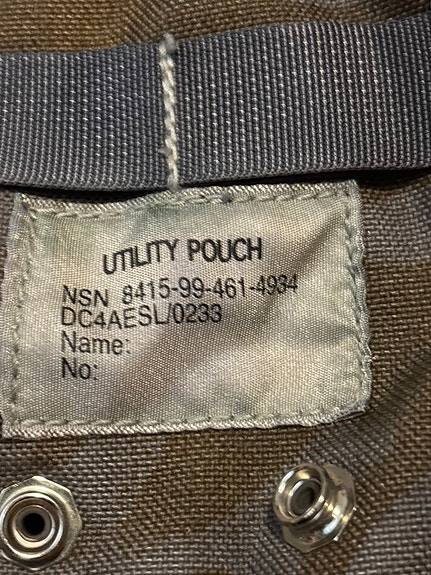 UTILITY POUCH
NSN 8415-99-461-4934
DC4AESL/0233
Name:
No: